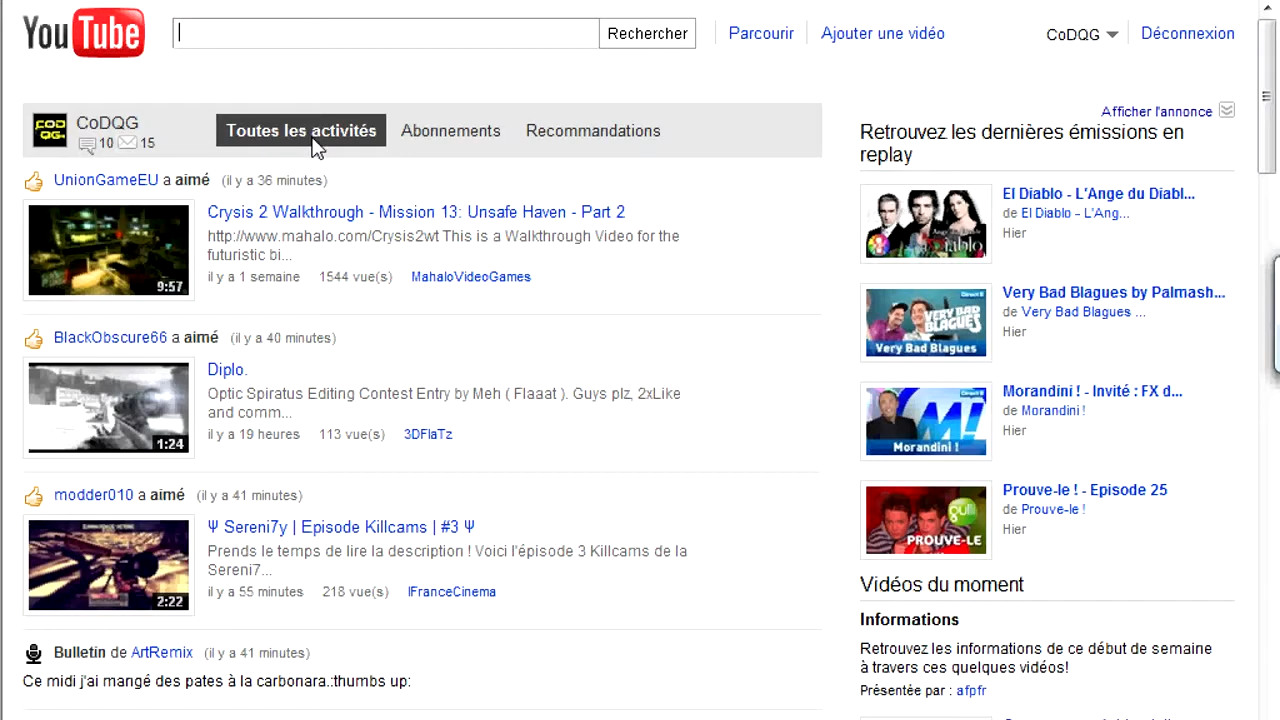 YouTube
Rechercher
Parcourir
Ajouter une vidéo
CoDQG
Déconnexion
COD
QG
CoDQG
10 15
Toutes les activités
Abonnements
Recommandations
UnionGameEU a aimé (il y a 36 minutes)
9:57
Crysis 2 Walkthrough - Mission 13: Unsafe Haven - Part 2
http://www.mahalo.com/Crysis2wt This is a Walkthrough Video for the
futuristic bi...
il y a 1 semaine 1544 vue(s) MahaloVideoGames
BlackObscure66 a aimé (il y a 40 minutes)
1:24
Diplo.
Optic Spiratus Editing Contest Entry by Meh ( Flaaat ). Guys plz, 2xLike
and comm...
il y a 19 heures 113 vue(s) 3DFlaTz
modder010 a aimé (il y a 41 minutes)
2:22
Ψ Sereni7y | Episode Killcams | #3 Ψ
Prends le temps de lire la description ! Voici l'épisode 3 Killcams de la
Sereni7...
il y a 55 minutes 218 vue(s) IFranceCinema
Bulletin de ArtRemix (il y a 41 minutes)
Ce midi j'ai mangé des pates à la carbonara.:thumbs up:
Afficher l'annonce
Retrouvez les dernières émissions en
replay
El Diablo - L'Ange du Diabl...
de El Diablo - L'Ang...
Hier
Very Bad Blagues
Very Bad Blagues by Palmash...
de Very Bad Blagues ...
Hier
M!
Morandini !
Morandini ! - Invité : FX d...
de Morandini !
Hier
gulli
PROUVE-LE
Prouve-le ! - Episode 25
de Prouve-le !
Hier
Vidéos du moment
Informations
Retrouvez les informations de ce début de semaine
à travers ces quelques vidéos!
Présentée par : afpfr